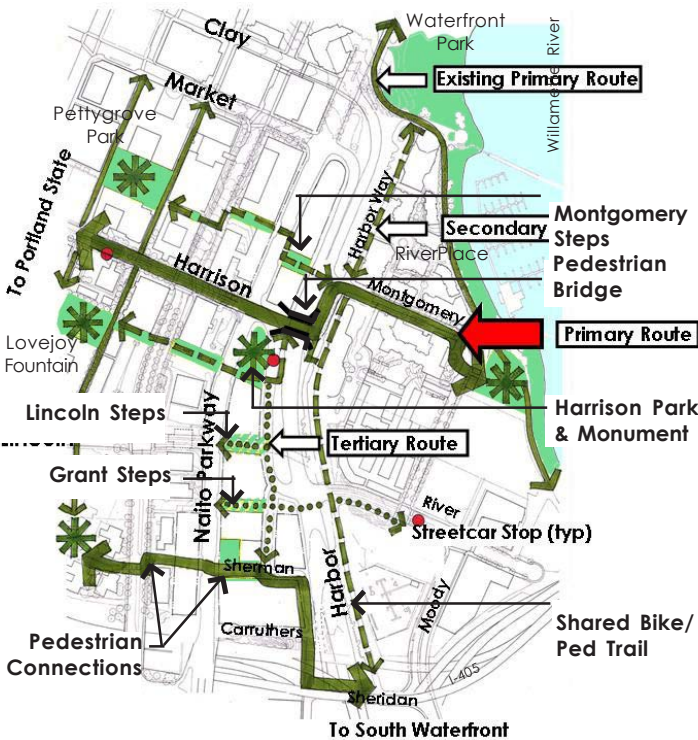 Clay
Waterfront
Park
Market
Existing Primary Route
Willamette River
Pettygrove
Park
To Portland State
Harbor Way
Secondary
Montgomery
Steps
Pedestrian
Bridge
RiverPlace
Harrison
Montgomery
Primary Route
Lovejoy
Fountain
Lincoln Steps
Harrison Park
& Monument
Lincoln
Tertiary Route
Naito Parkway
Grant Steps
River
Streetcar Stop (typ)
Sherman
Harbor
Moody
Carruthers
Shared Bike/
Ped Trail
Pedestrian
Connections
I-405
Sheridan
To South Waterfront